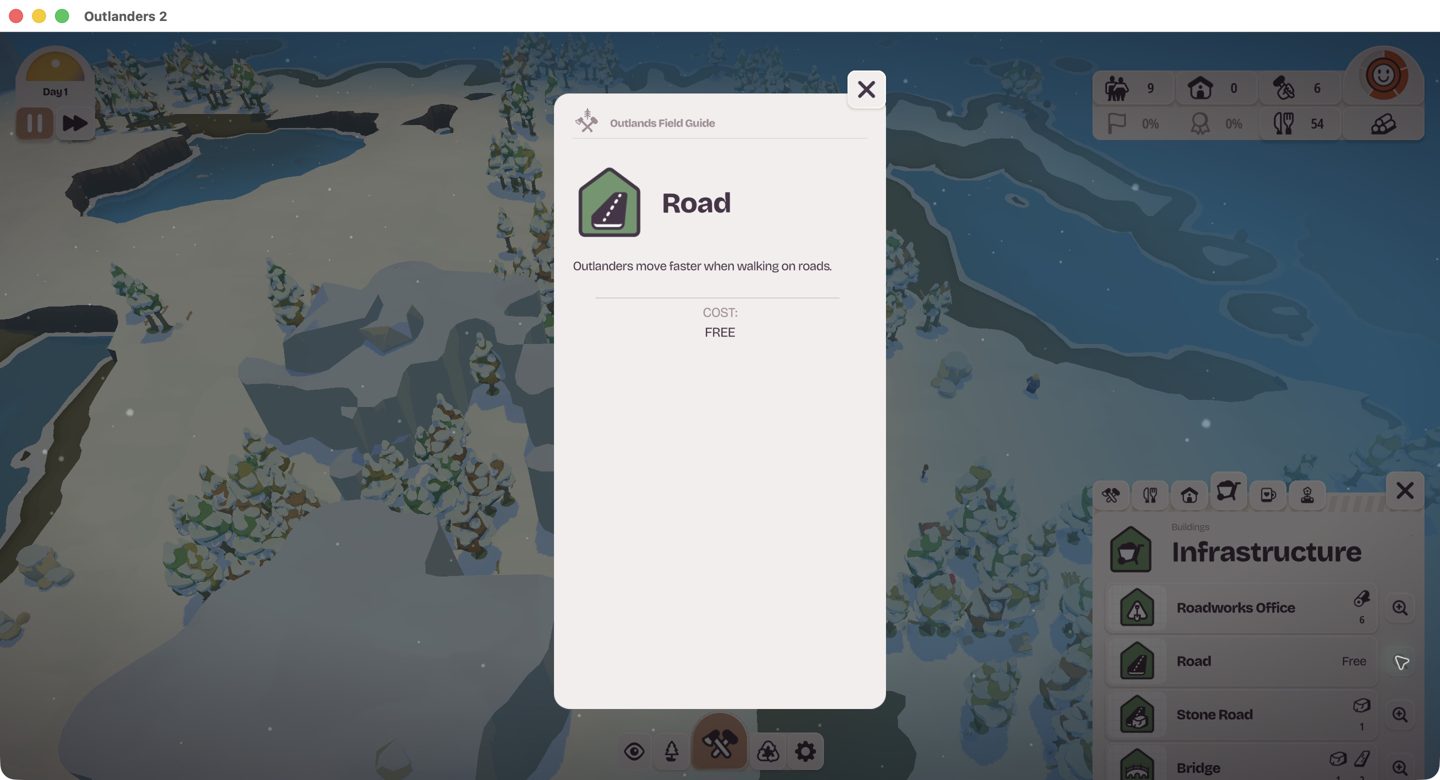 Outlanders 2
Day 1
9
0
6
0%
0%
54
Outlands Field Guide
Road
Outlanders move faster when walking on roads.
COST:
FREE
Buildings
Infrastructure
Roadworks Office
6
Road
Free
Stone Road
1
Bridge